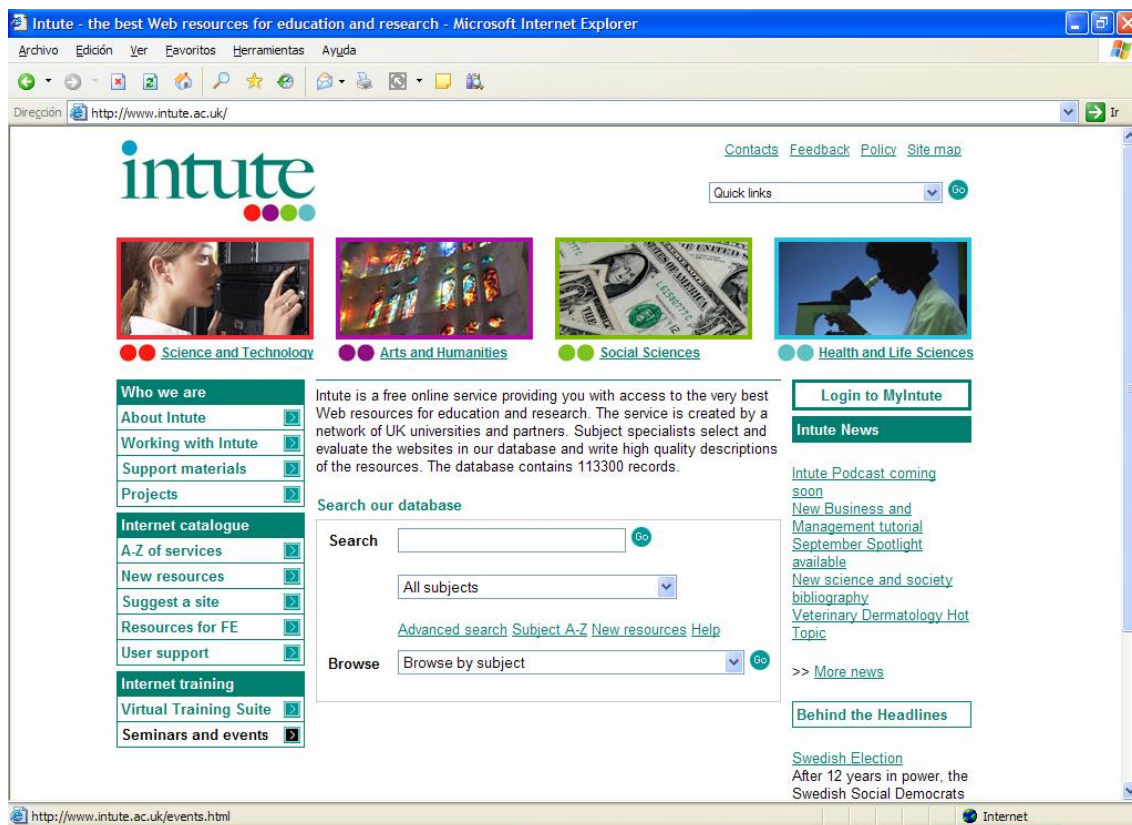 Intute - the best Web resources for education and research - Microsoft Internet Explorer
Archivo Edición Ver Favoritos Herramientas Ayuda
Dirección http://www.intute.ac.uk/ Ir
intute
Contacts Feedback Policy Site map
Quick links Go
Science and Technology Arts and Humanities Social Sciences Health and Life Sciences
Who we are
About Intute
Working with Intute
Support materials
Projects
Internet catalogue
A-Z of services
New resources
Suggest a site
Resources for FE
User support
Internet training
Virtual Training Suite
Seminars and events
Intute is a free online service providing you with access to the very best
Web resources for education and research. The service is created by a
network of UK universities and partners. Subject specialists select and
evaluate the websites in our database and write high quality descriptions
of the resources. The database contains 113300 records.
Search our database
Search Go
All subjects
Advanced search Subject A-Z New resources Help
Browse Browse by subject Go
Login to MyIntute
Intute News
Intute Podcast coming
soon
New Business and
Management tutorial
September Spotlight
available
New science and society
bibliography
Veterinary Dermatology Hot
Topic
>> More news
Behind the Headlines
Swedish Election
After 12 years in power, the
Swedish Social Democrats
http://www.intute.ac.uk/events.html Internet